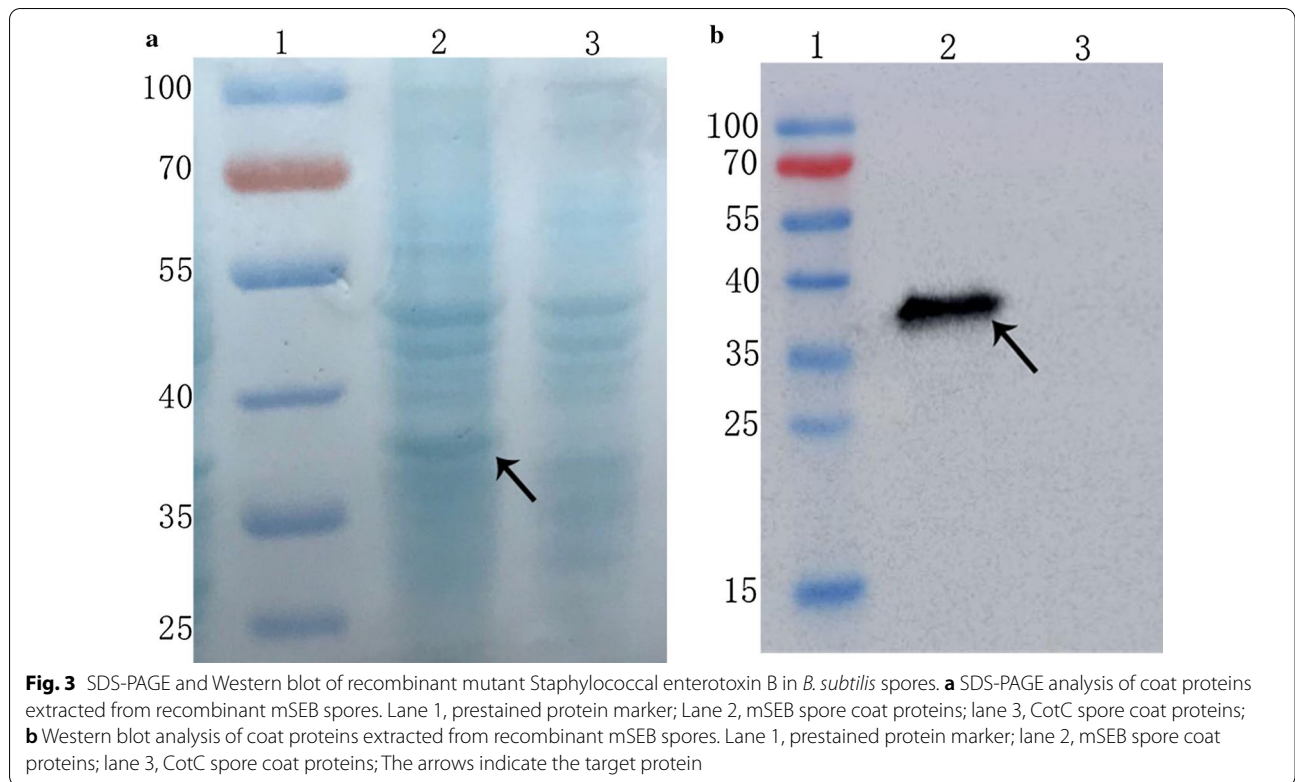 a
1 2 3
100
70
55
40
35
25
b
1 2 3
100
70
55
40
35
25
15
Fig. 3 SDS-PAGE and Western blot of recombinant mutant Staphylococcal enterotoxin B in B. subtilis spores. a SDS-PAGE analysis of coat proteins
extracted from recombinant mSEB spores. Lane 1, prestained protein marker; Lane 2, mSEB spore coat proteins; lane 3, CotC spore coat proteins;
b Western blot analysis of coat proteins extracted from recombinant mSEB spores. Lane 1, prestained protein marker; lane 2, mSEB spore coat
proteins; lane 3, CotC spore coat proteins; The arrows indicate the target protein